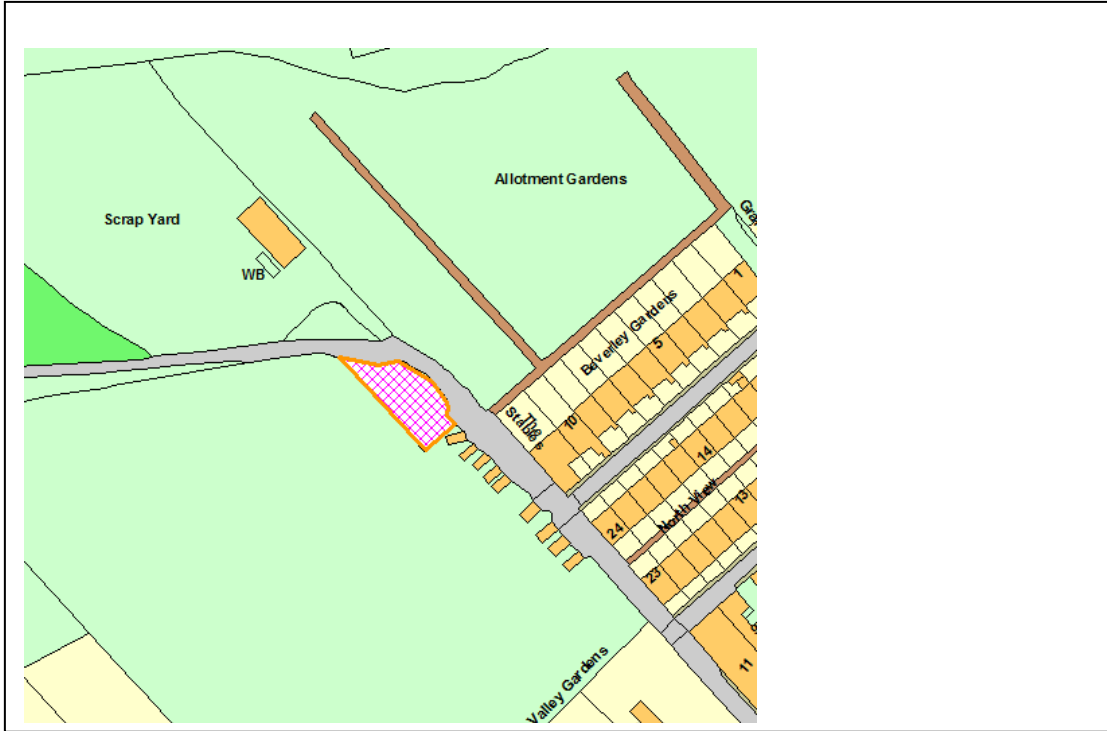 Allotment Gardens
Scrap Yard
WB
Gra
1
Beverley Gardens
5
10
The
Stables
14
North View
13
24
23
11
Valley Gardens